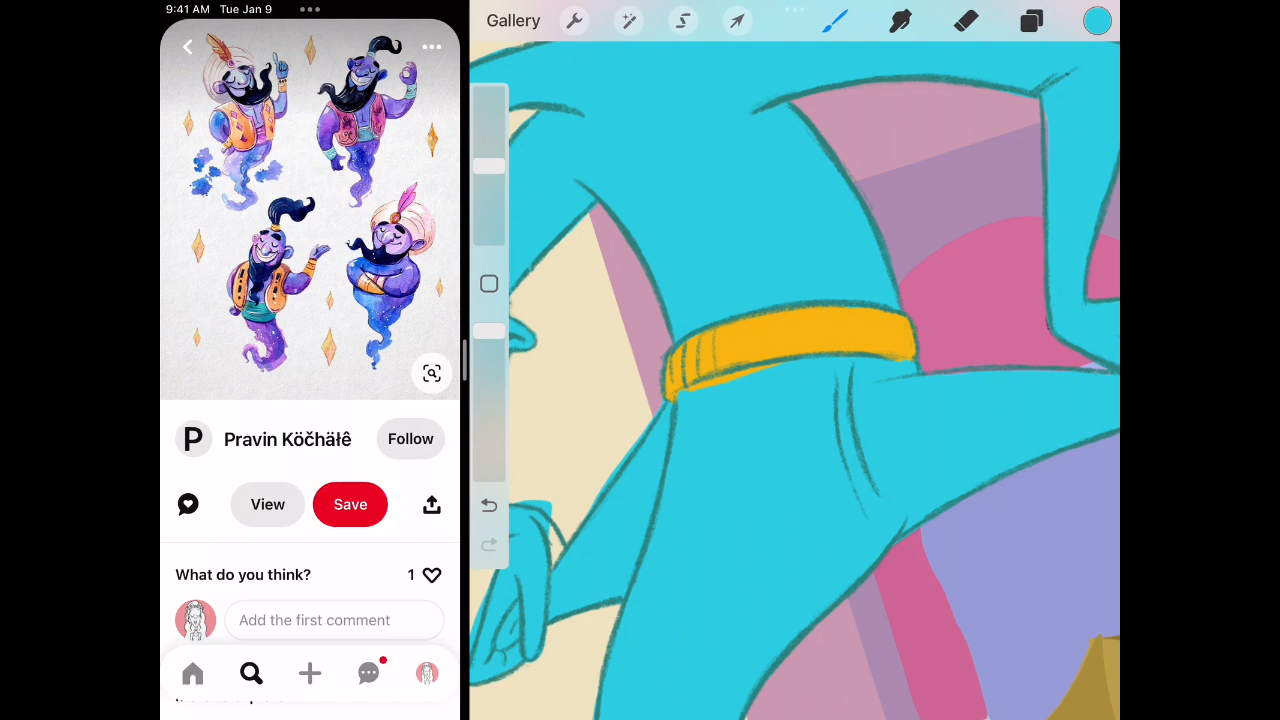 9:41 AM Tue Jan 9
Gallery
P
Pravin Köčhäłê
Follow
View
Save
What do you think?
1
Add the first comment